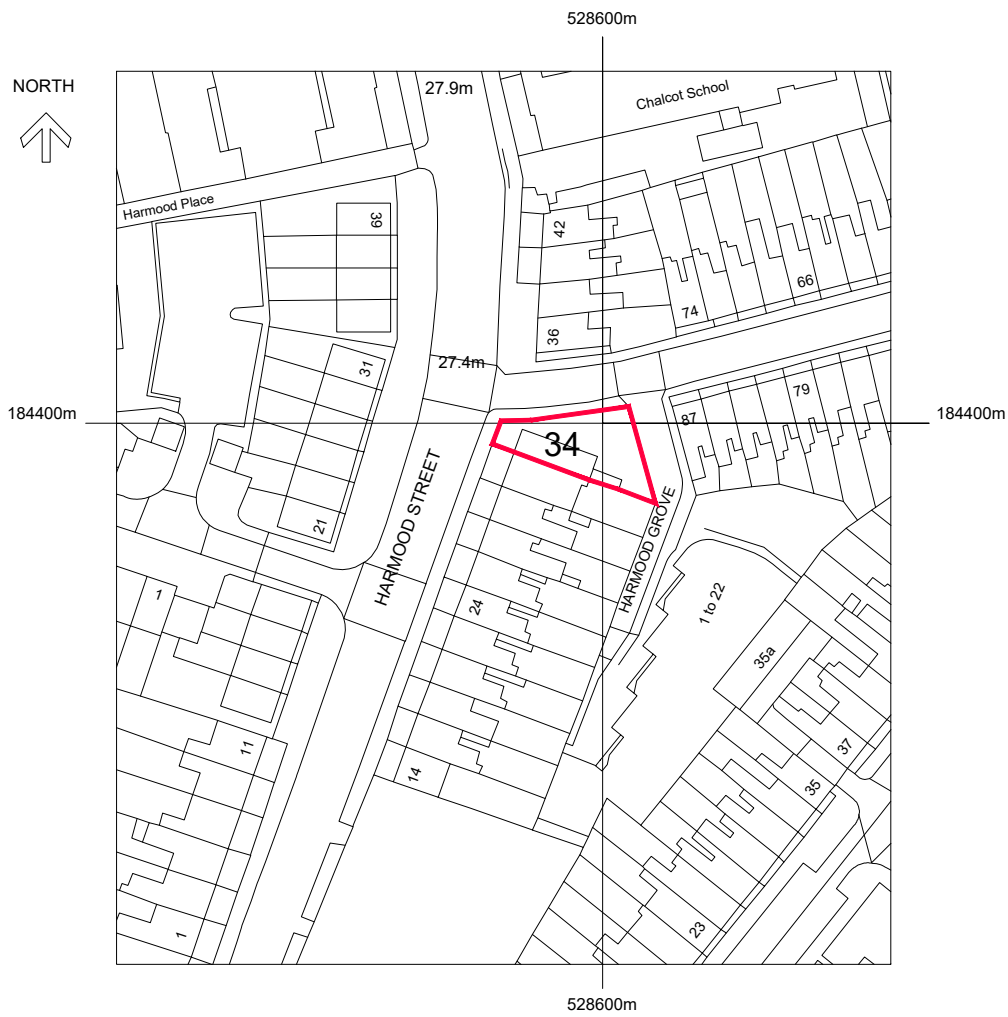 528600m
NORTH
27.9m
Chalcot School
Harmood Place
39
42
66
74
36
31
27.4m
79
184400m
184400m
87
34
HARMOOD STREET
HARMOOD GROVE
21
1
24
1 to 22
35a
11
14
37
35
23
1
528600m